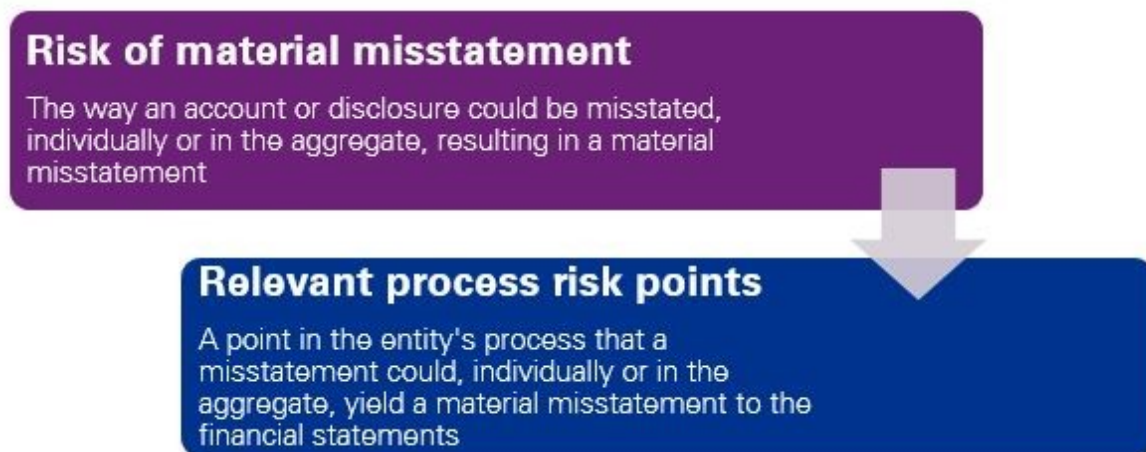 Risk of material misstatement
The way an account or disclosure could be misstated,
individually or in the aggregate, resulting in a material
misstatement
Relevant process risk points
A point in the entity's process that a
misstatement could, individually or in the
aggregate, yield a material misstatement to the
financial statements